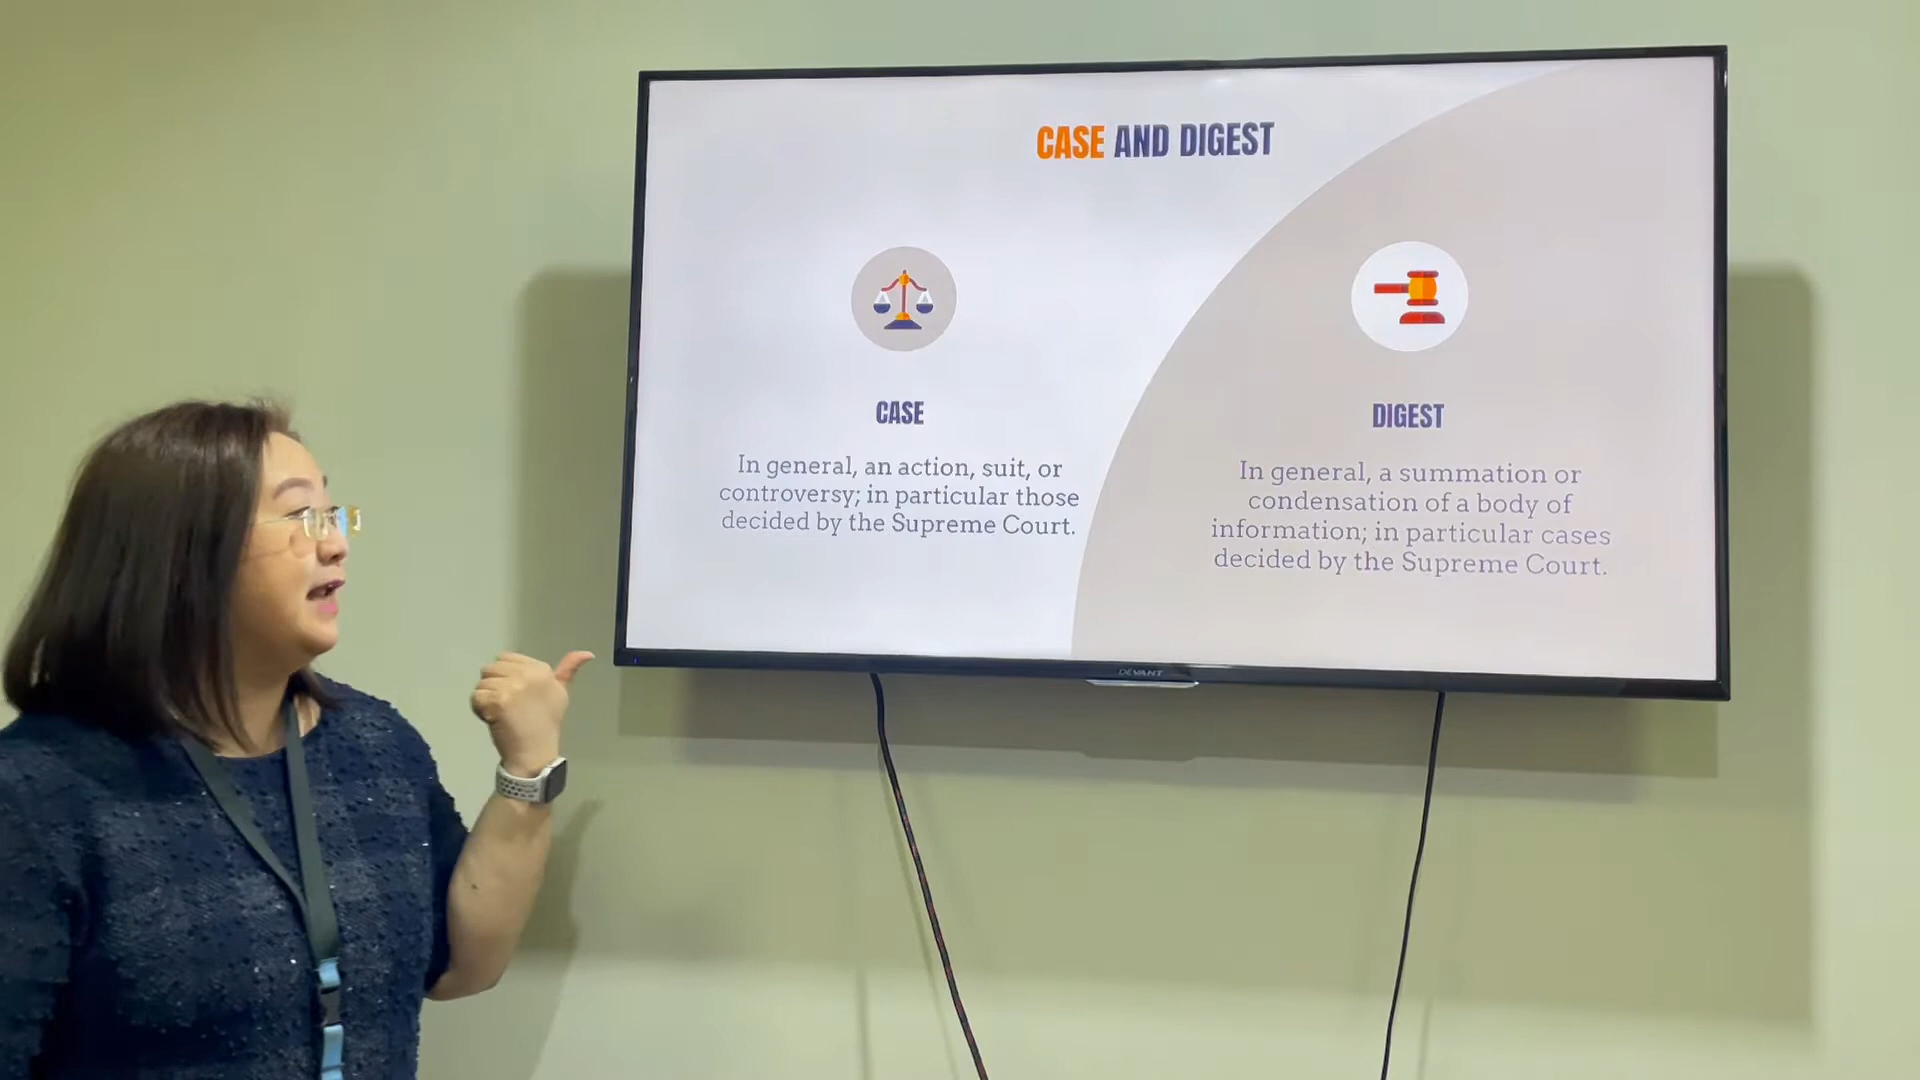 CASE AND DIGEST
CASE
In general, an action, suit, or
controversy; in particular those
decided by the Supreme Court.
DIGEST
In general, a summation or
condensation of a body of
information; in particular cases
decided by the Supreme Court.
DEVANT